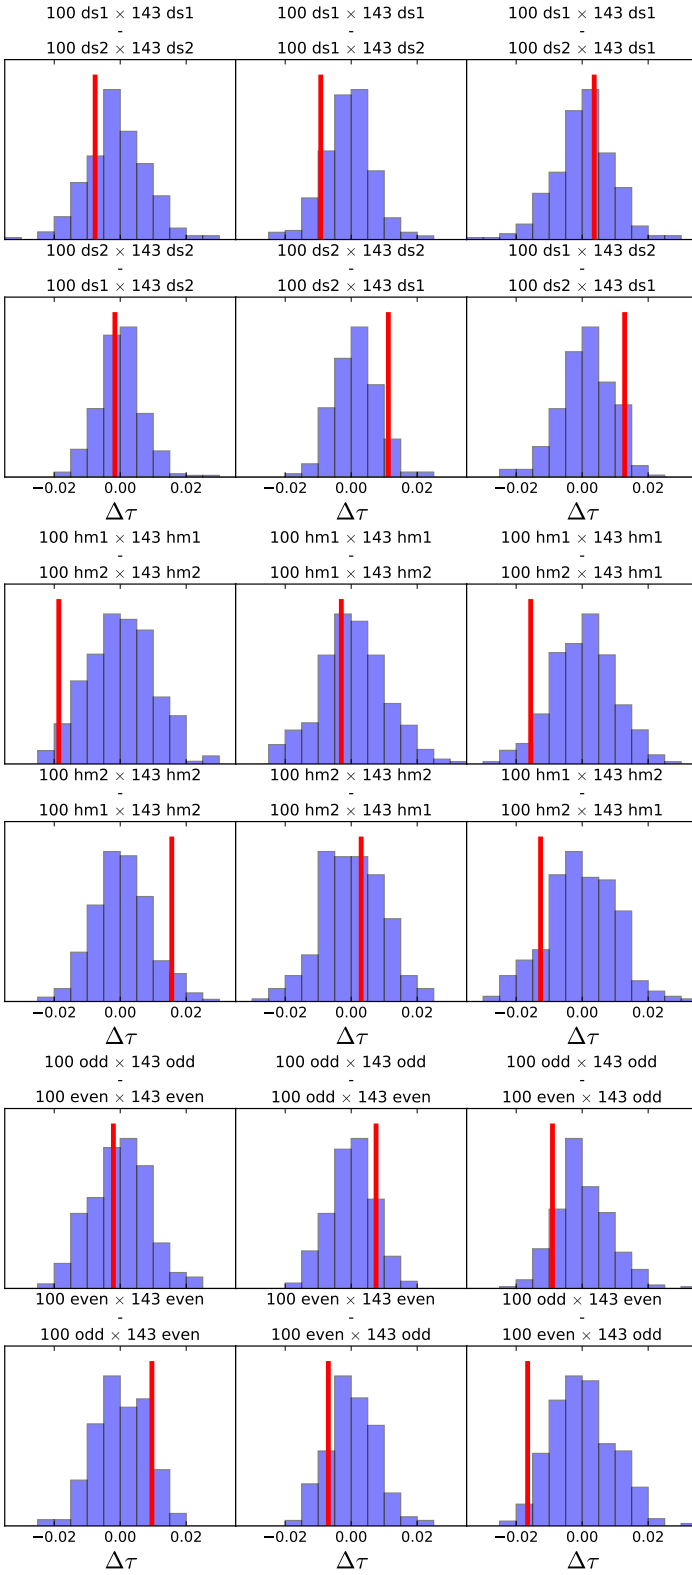 100 ds1 × 143 ds1 100 ds1 × 143 ds1 100 ds1 × 143 ds1
- - -
100 ds2 × 143 ds2 100 ds1 × 143 ds2 100 ds2 × 143 ds1
100 ds2 × 143 ds2 100 ds2 × 143 ds2 100 ds1 × 143 ds2
- - -
100 ds1 × 143 ds2 100 ds2 × 143 ds1 100 ds2 × 143 ds1
−0.02 0.00 0.02 −0.02 0.00 0.02 −0.02 0.00 0.02
Δτ Δτ Δτ
100 hm1 × 143 hm1 100 hm1 × 143 hm1 100 hm1 × 143 hm1
- - -
100 hm2 × 143 hm2 100 hm1 × 143 hm2 100 hm2 × 143 hm1
100 hm2 × 143 hm2 100 hm2 × 143 hm2 100 hm1 × 143 hm2
- - -
100 hm1 × 143 hm2 100 hm2 × 143 hm1 100 hm2 × 143 hm1
−0.02 0.00 0.02 −0.02 0.00 0.02 −0.02 0.00 0.02
Δτ Δτ Δτ
100 odd × 143 odd 100 odd × 143 odd 100 odd × 143 odd
- - -
100 even × 143 even 100 odd × 143 even 100 even × 143 odd
100 even × 143 even 100 even × 143 even 100 odd × 143 even
- - -
100 odd × 143 even 100 even × 143 odd 100 even × 143 odd
−0.02 0.00 0.02 −0.02 0.00 0.02 −0.02 0.00 0.02
Δτ Δτ Δτ